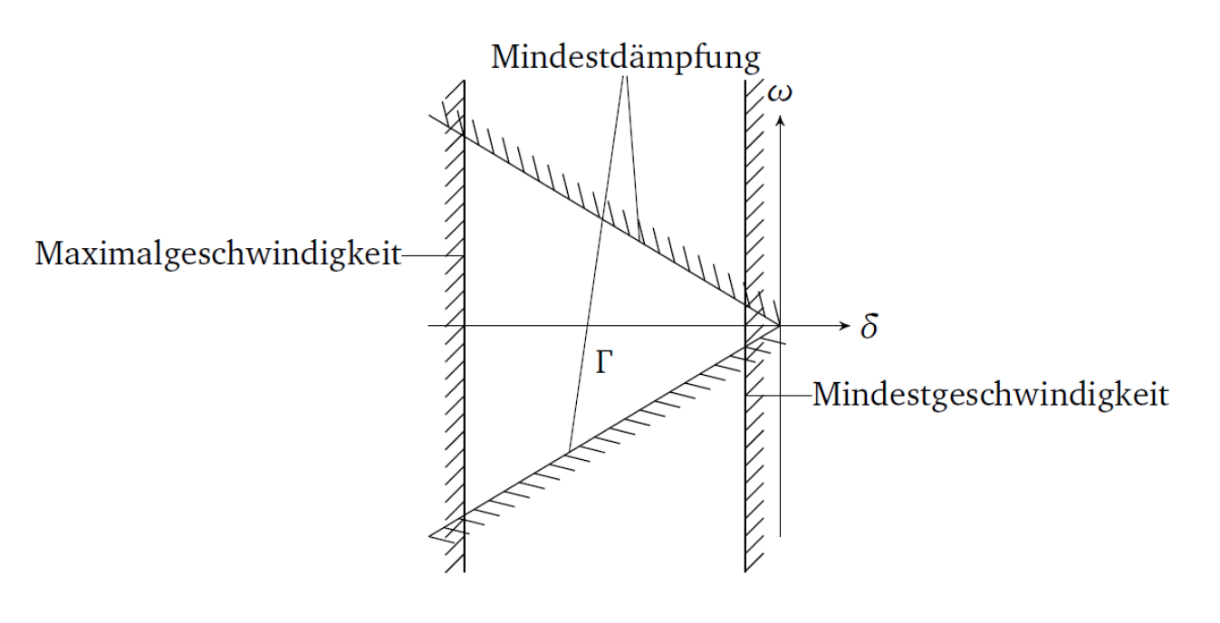 Mindestdämpfung
ω
Maximalgeschwindigkeit
δ
Γ
Mindestgeschwindigkeit